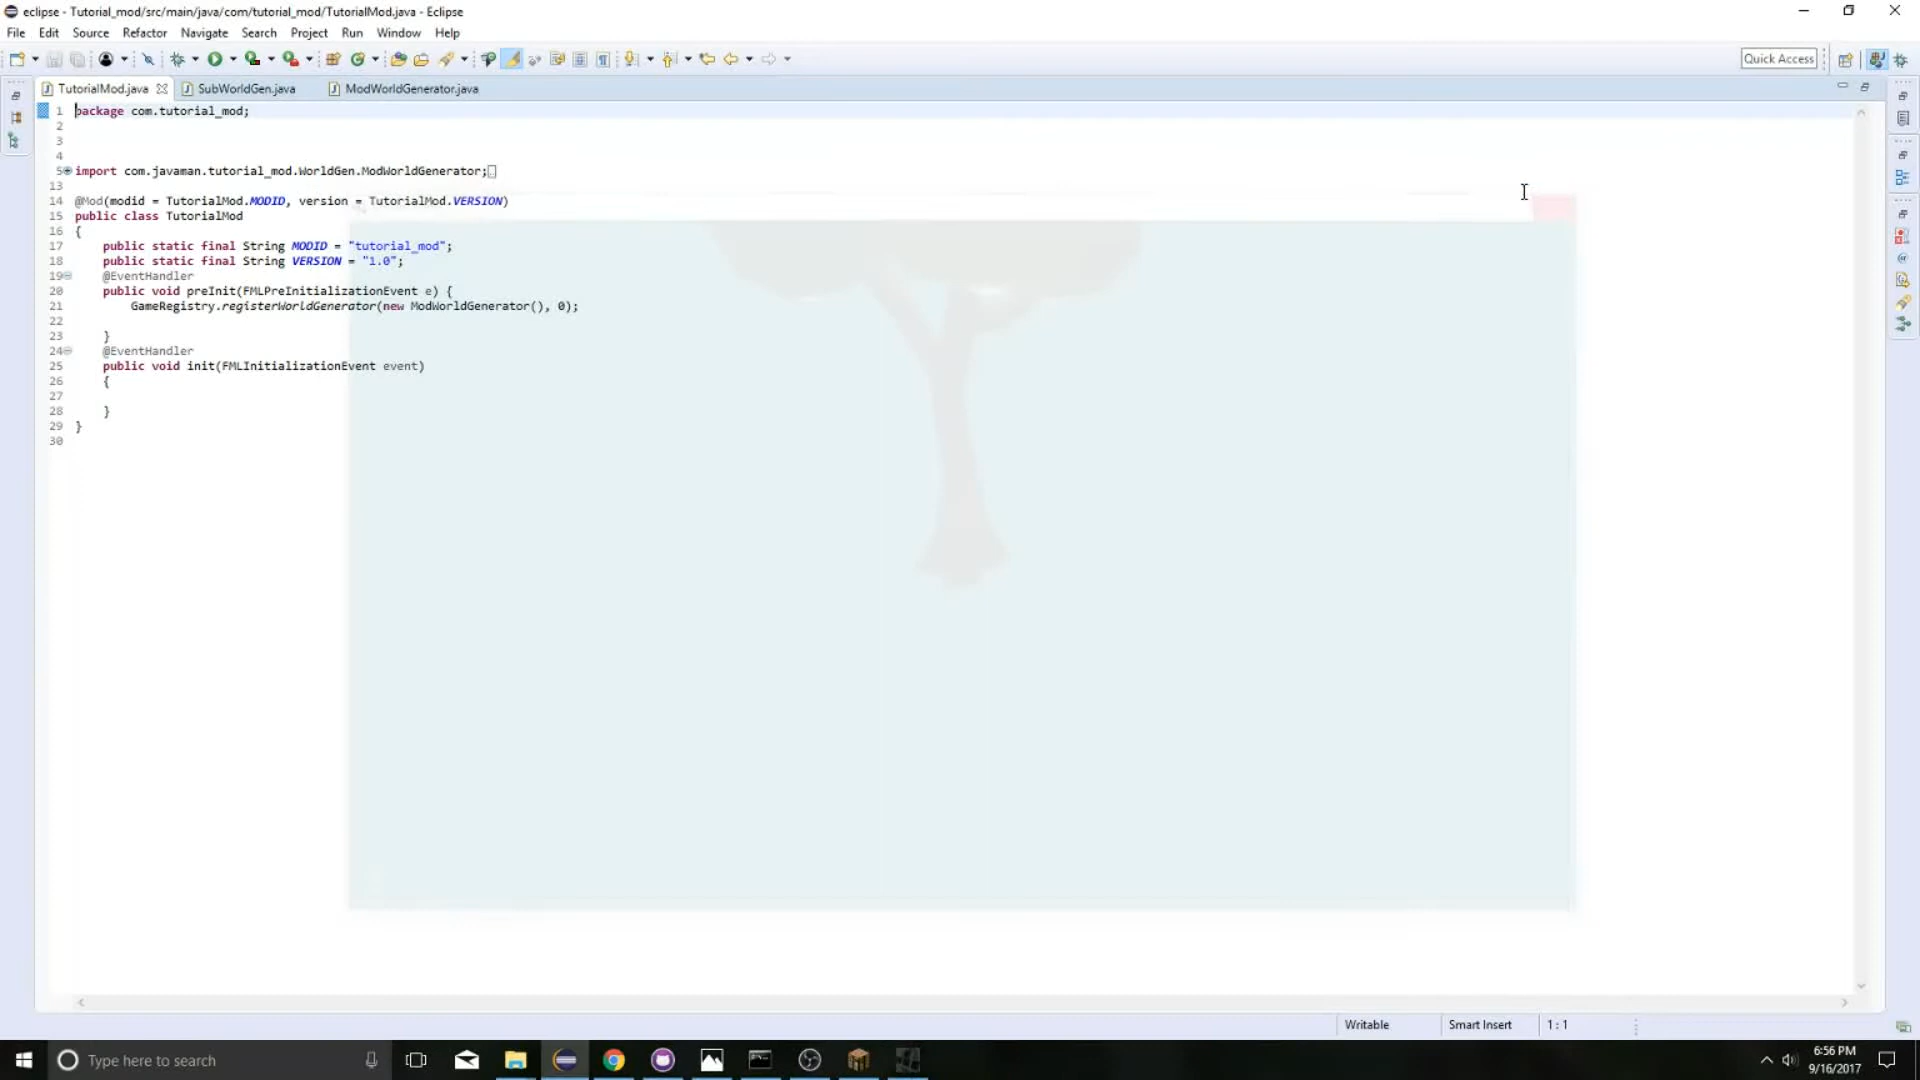 eclipse - Tutorial_mod/src/main/java/com/tutorial_mod/TutorialMod.java - Eclipse
File Edit Source Refactor Navigate Search Project Run Window Help
Quick Access
TutorialMod.java SubWorldGen.java ModWorldGenerator.java
1 package com.tutorial_mod;
2
3
4
5 import com.javaman.tutorial_mod.WorldGen.ModWorldGenerator;
13
14 @Mod(modid = TutorialMod.MODID, version = TutorialMod.VERSION)
15 public class TutorialMod
16 {
17 public static final String MODID = "tutorial_mod";
18 public static final String VERSION = "1.0";
19 @EventHandler
20 public void preInit(FMLPreInitializationEvent e) {
21 GameRegistry.registerWorldGenerator(new ModWorldGenerator(), 0);
22
23 }
24 @EventHandler
25 public void init(FMLInitializationEvent event)
26 {
27
28 }
29 }
30
Writable Smart Insert 1 : 1
Type here to search
6:56 PM
9/16/2017